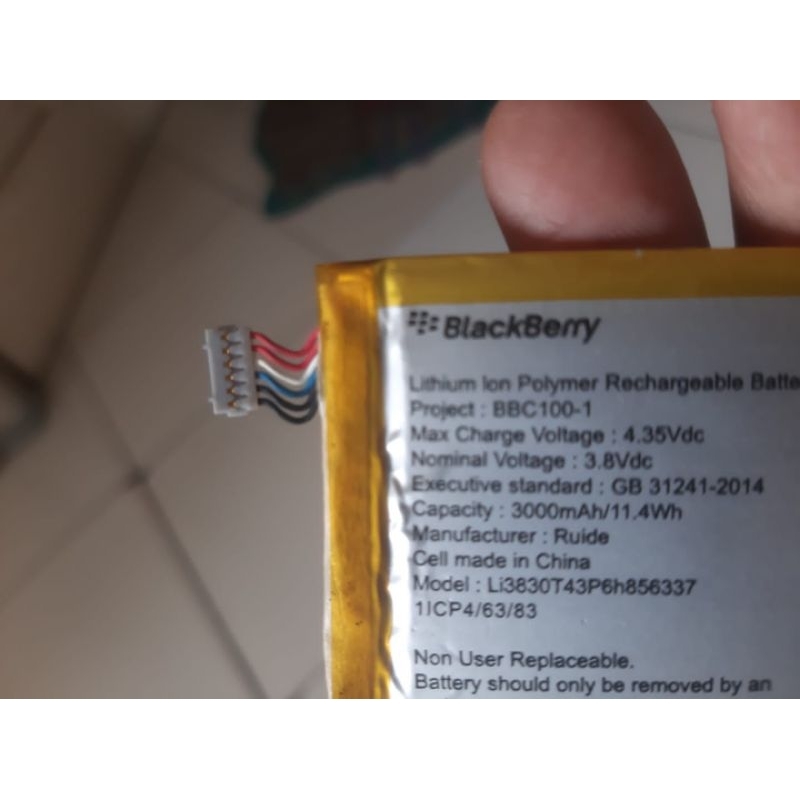 BlackBerry
Lithium Ion Polymer Rechargeable Batte
Project : BBC100-1
Max Charge Voltage : 4.35Vdc
Nominal Voltage : 3.8Vdc
Executive standard : GB 31241-2014
Capacity : 3000mAh/11.4Wh
Manufacturer : Ruide
Cell made in China
Model : Li3830T43P6h856337
1ICP4/63/83
Non User Replaceable.
Battery should only be removed by an